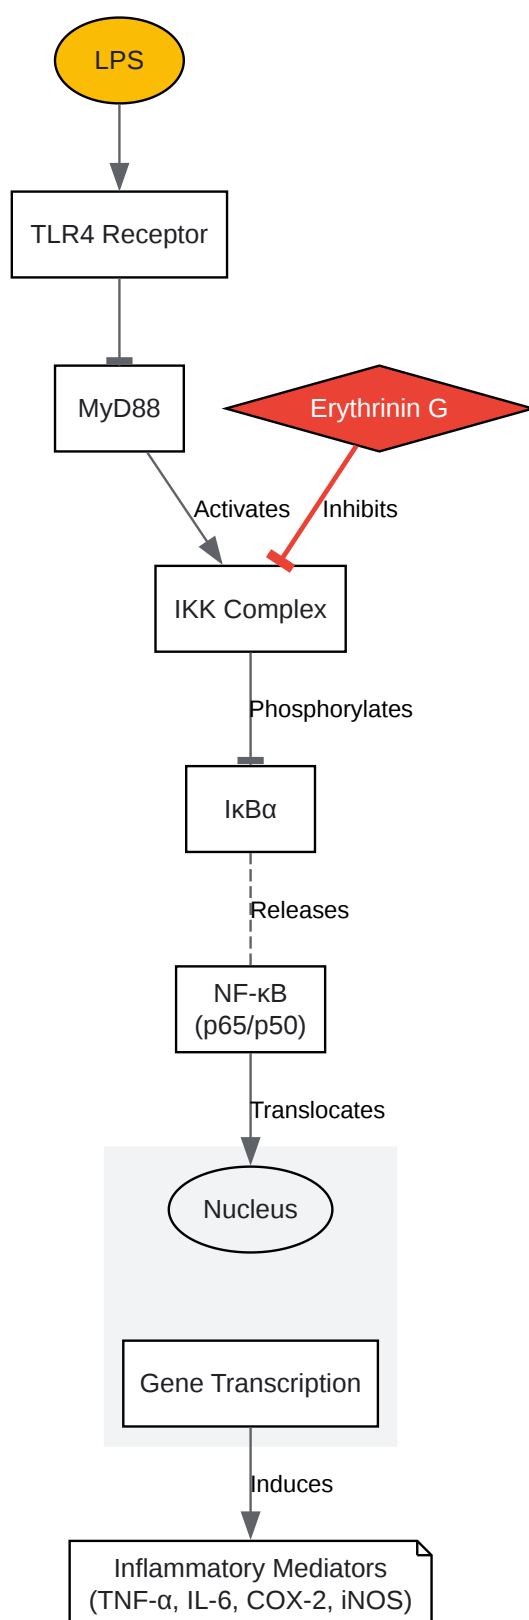 LPS
TLR4 Receptor
MyD88
Erythrinin G
Activates
Inhibits
IKK Complex
Phosphorylates
IκBα
Releases
NF-κB
(p65/p50)
Translocates
Nucleus
Gene Transcription
Induces
Inflammatory Mediators
(TNF-α, IL-6, COX-2, iNOS)